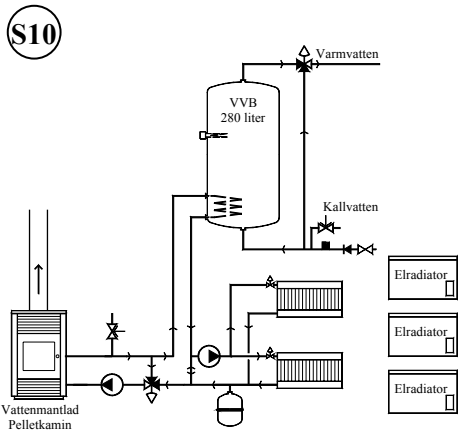 S10
Varmvatten
VVB
280 liter
Kallvatten
Elradiator
Elradiator
Elradiator
Vattenmantlad
Pelletkamin